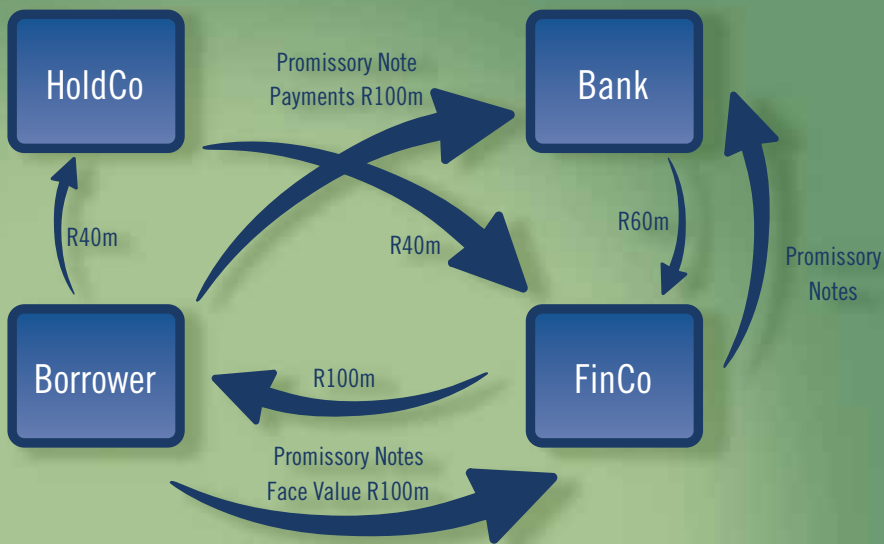 HoldCo
Promissory Note
Payments R100m
Bank
R40m
R40m
R60m
Promissory
Notes
Borrower
R100m
FinCo
Promissory Notes
Face Value R100m